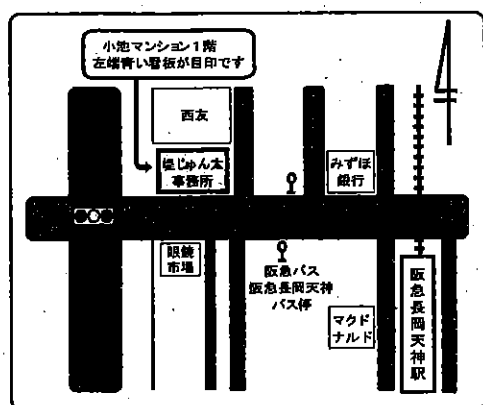 小池マンション1階
左端青い看板が目印です
西友
堤じゅん太
事務所
みずほ
銀行
眼鏡
市場
阪急バス
阪急長岡天神
バス停
マクド
ナルド
阪急長岡天神駅